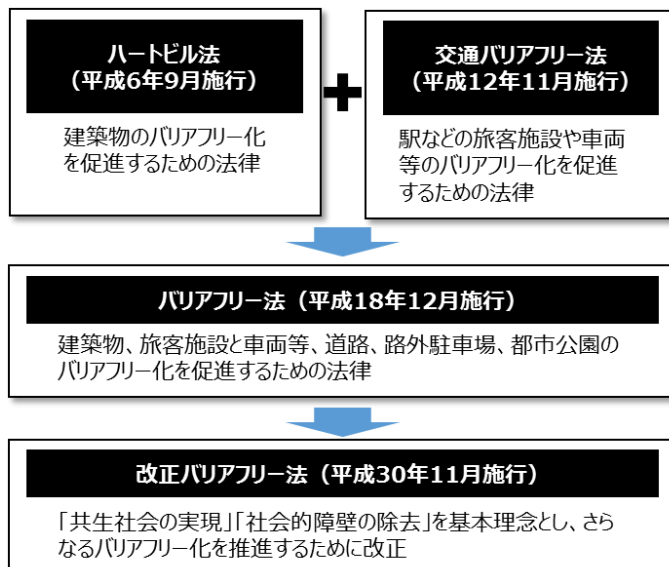 ハートビル法
（平成6年9月施行）
建築物のバリアフリー化
を促進するための法律
交通バリアフリー法
（平成12年11月施行）
駅などの旅客施設や車両
等のバリアフリー化を促進
するための法律
バリアフリー法（平成18年12月施行）
建築物、旅客施設と車両等、道路、路外駐車場、都市公園の
バリアフリー化を促進するための法律
改正バリアフリー法（平成30年11月施行）
「共生社会の実現」「社会的障壁の除去」を基本理念とし、さら
なるバリアフリー化を推進するために改正